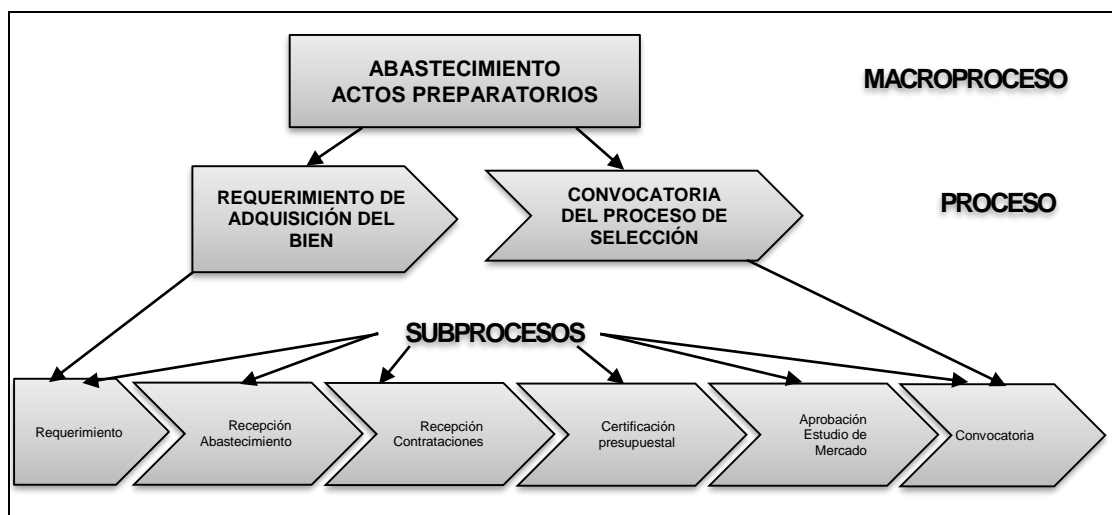 ABASTECIMIENTO
ACTOS PREPARATORIOS
MACROPROCESO
REQUERIMIENTO DE
ADQUISICIÓN DEL
BIEN
CONVOCATORIA
DEL PROCESO DE
SELECCIÓN
PROCESO
SUBPROCESOS
Requerimiento
Recepción
Abastecimiento
Recepción
Contrataciones
Certificación
presupuestal
Aprobación
Estudio de
Mercado
Convocatoria